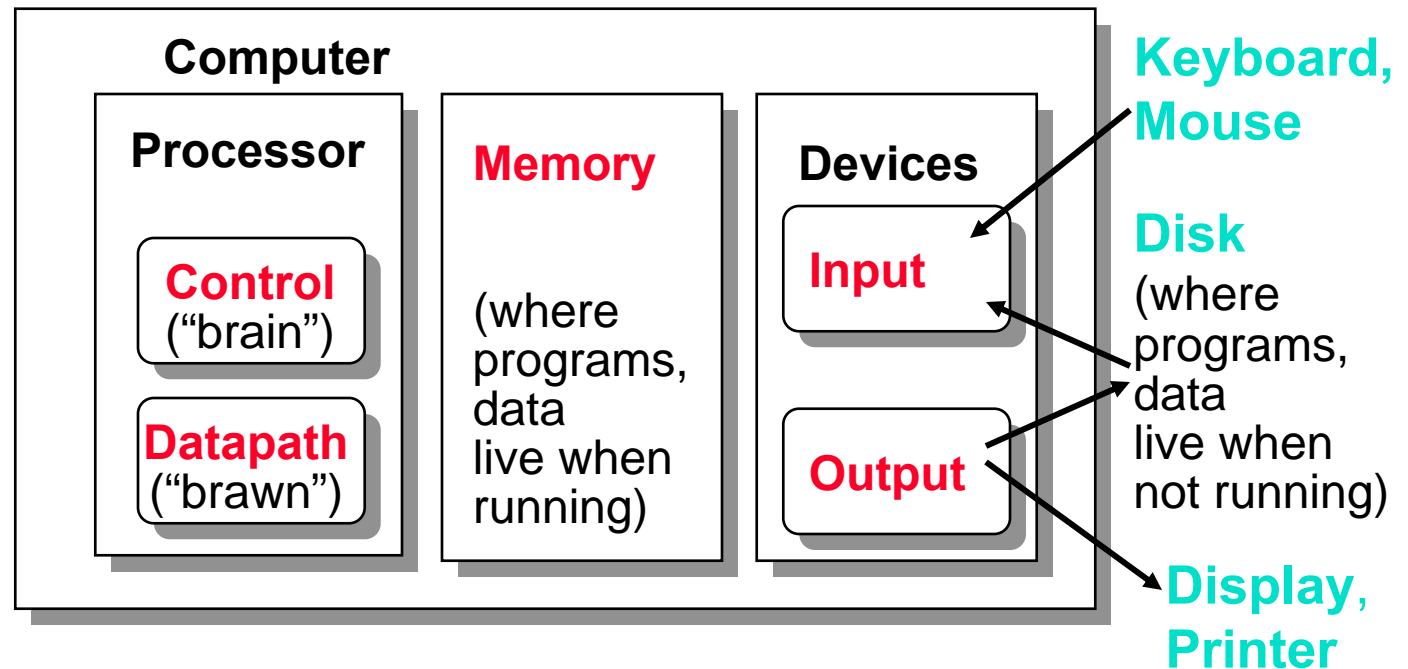 Computer
Processor
Control
(“brain”)
Datapath
(“brawn”)
Memory
(where
programs,
data
live when
running)
Devices
Input
Output
Keyboard,
Mouse
Disk
(where
programs,
data
live when
not running)
Display,
Printer